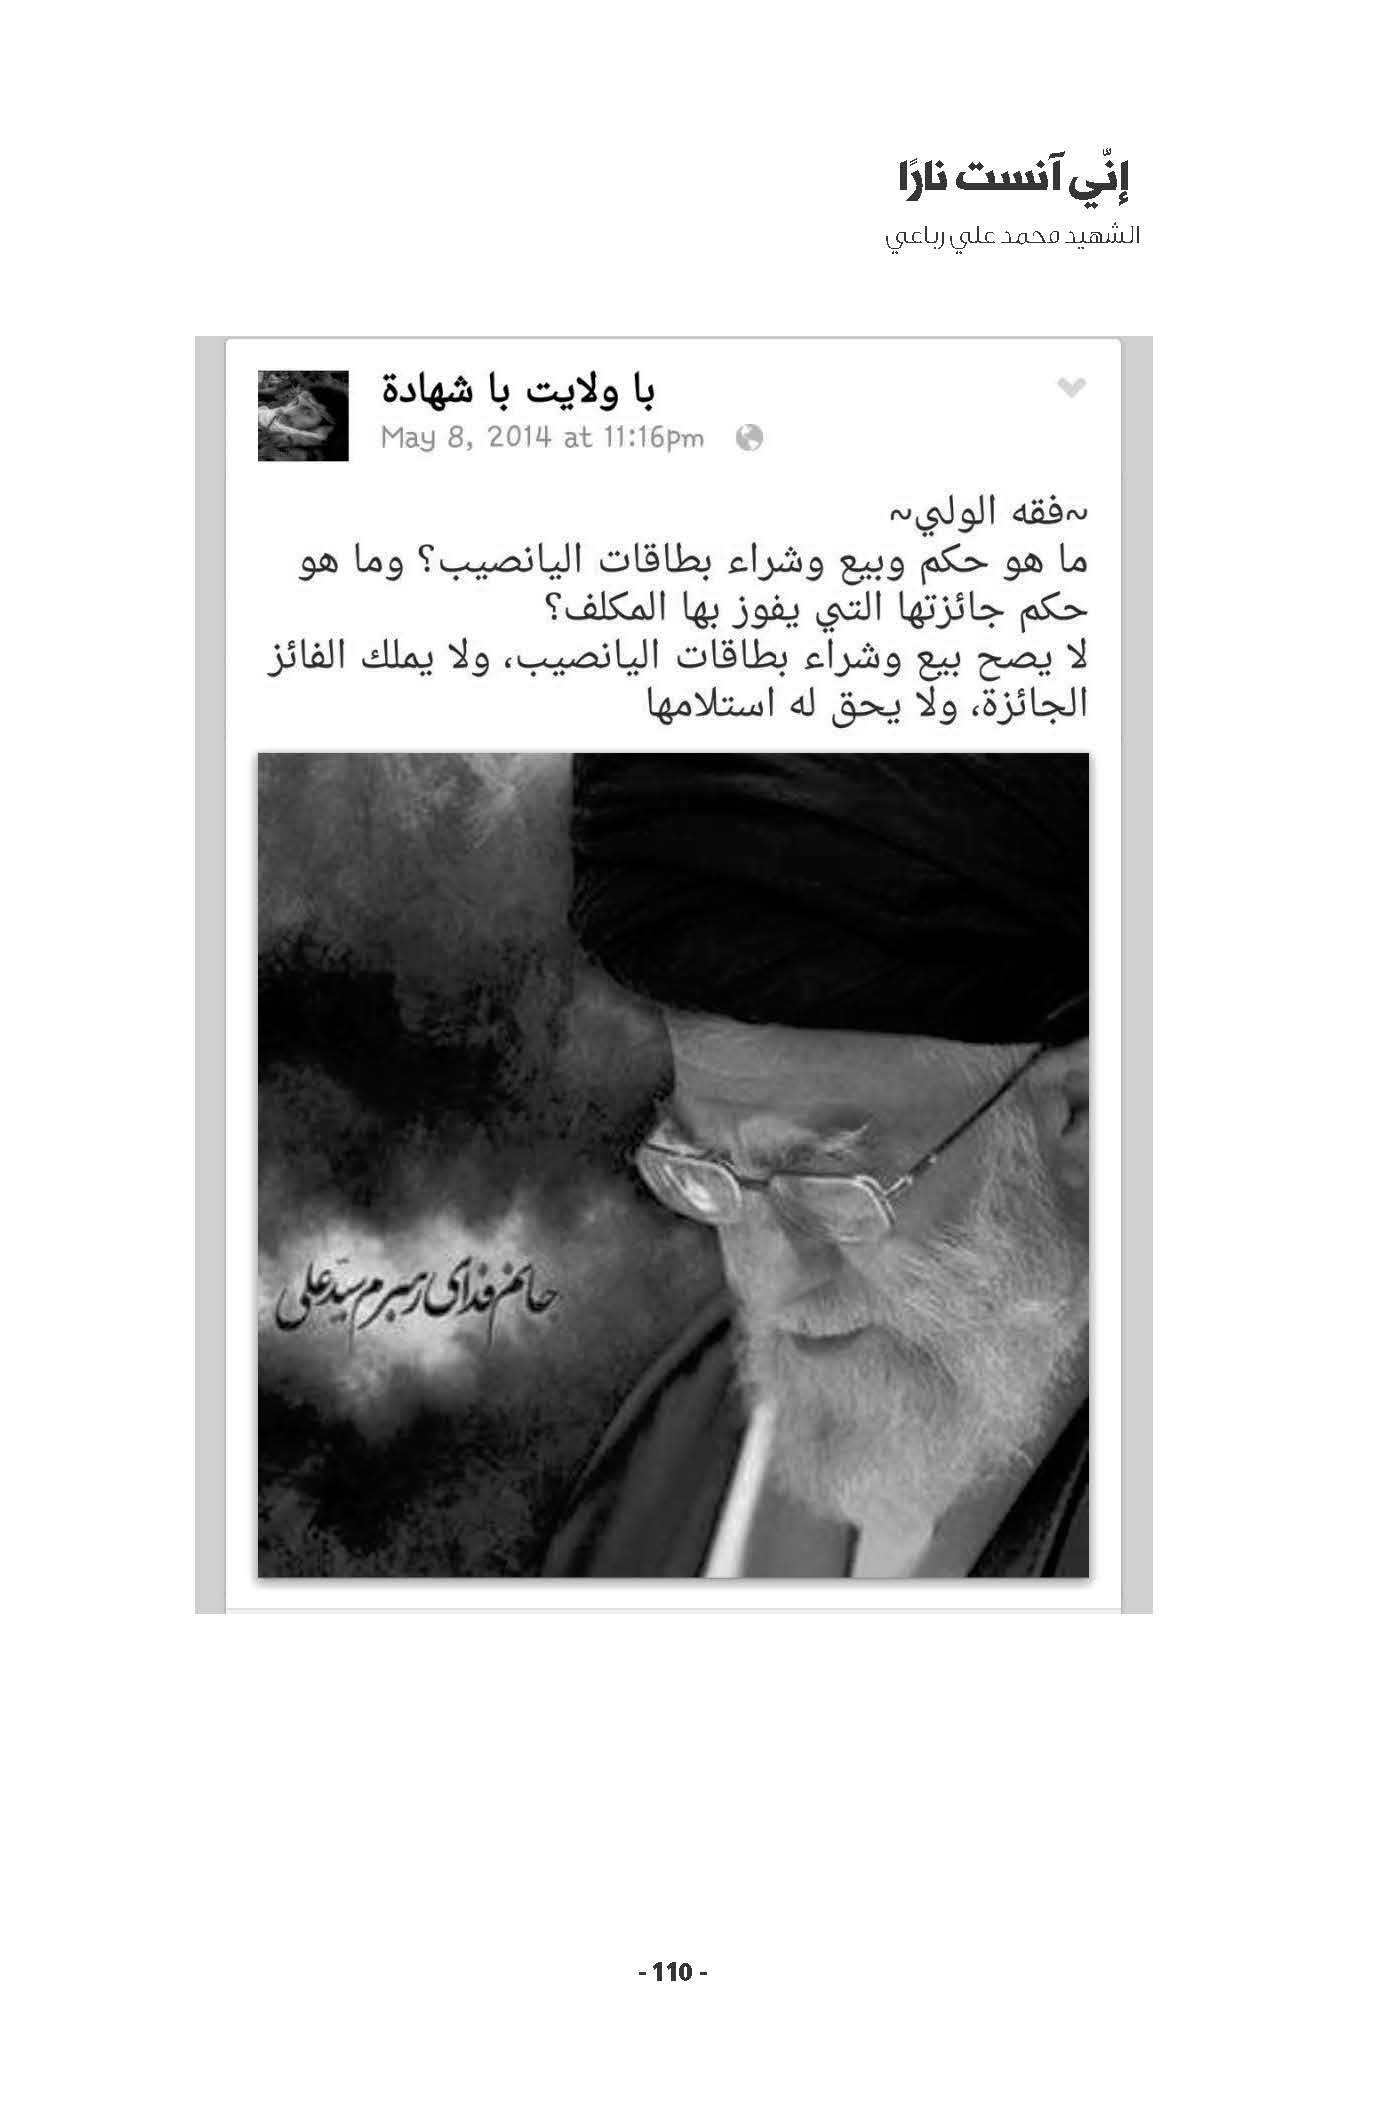 إنّي آنست نارًا
الشهيد محمد علي رباعي
با ولايت با شهادة
May 8, 2014 at 11:16pm
~فقه الولي~
ما هو حكم وبيع وشراء بطاقات اليانصيب؟ وما هو
حكم جائزتها التي يفوز بها المكلف؟
لا يصح بيع وشراء بطاقات اليانصيب، ولا يملك الفائز
الجائزة، ولا يحق له استلامها
جانم فدای رهبرم سیّد علی
- 110 -